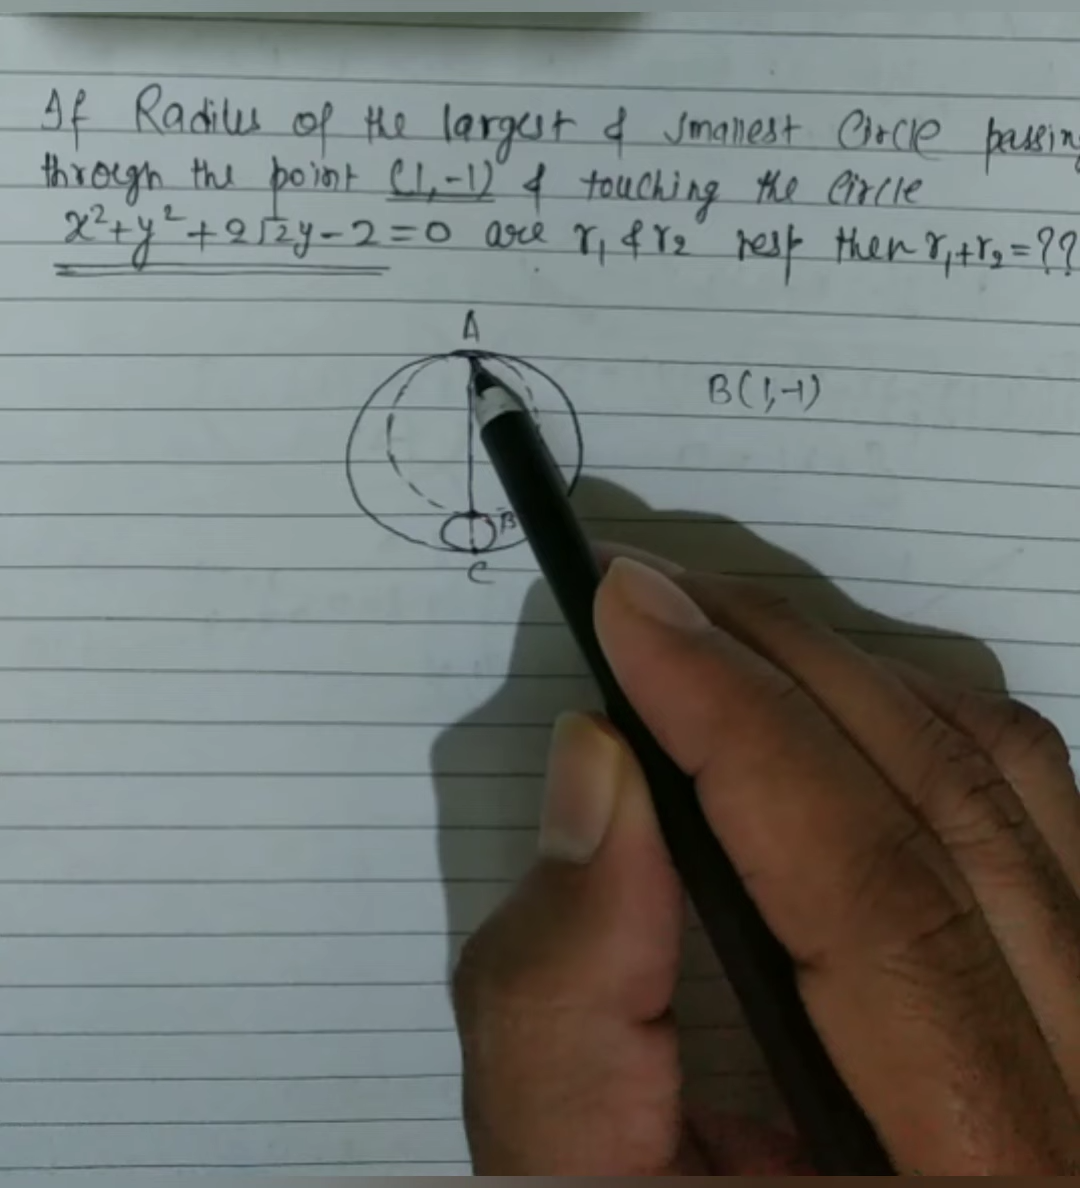 If Radius of the largest & smallest Circle passing
through the point (1,-1) & touching the Circle
x²+y²+2√2y-2=0 are r₁ & r₂ resp then r₁+r₂=??
A
B(1,-1)
B
C